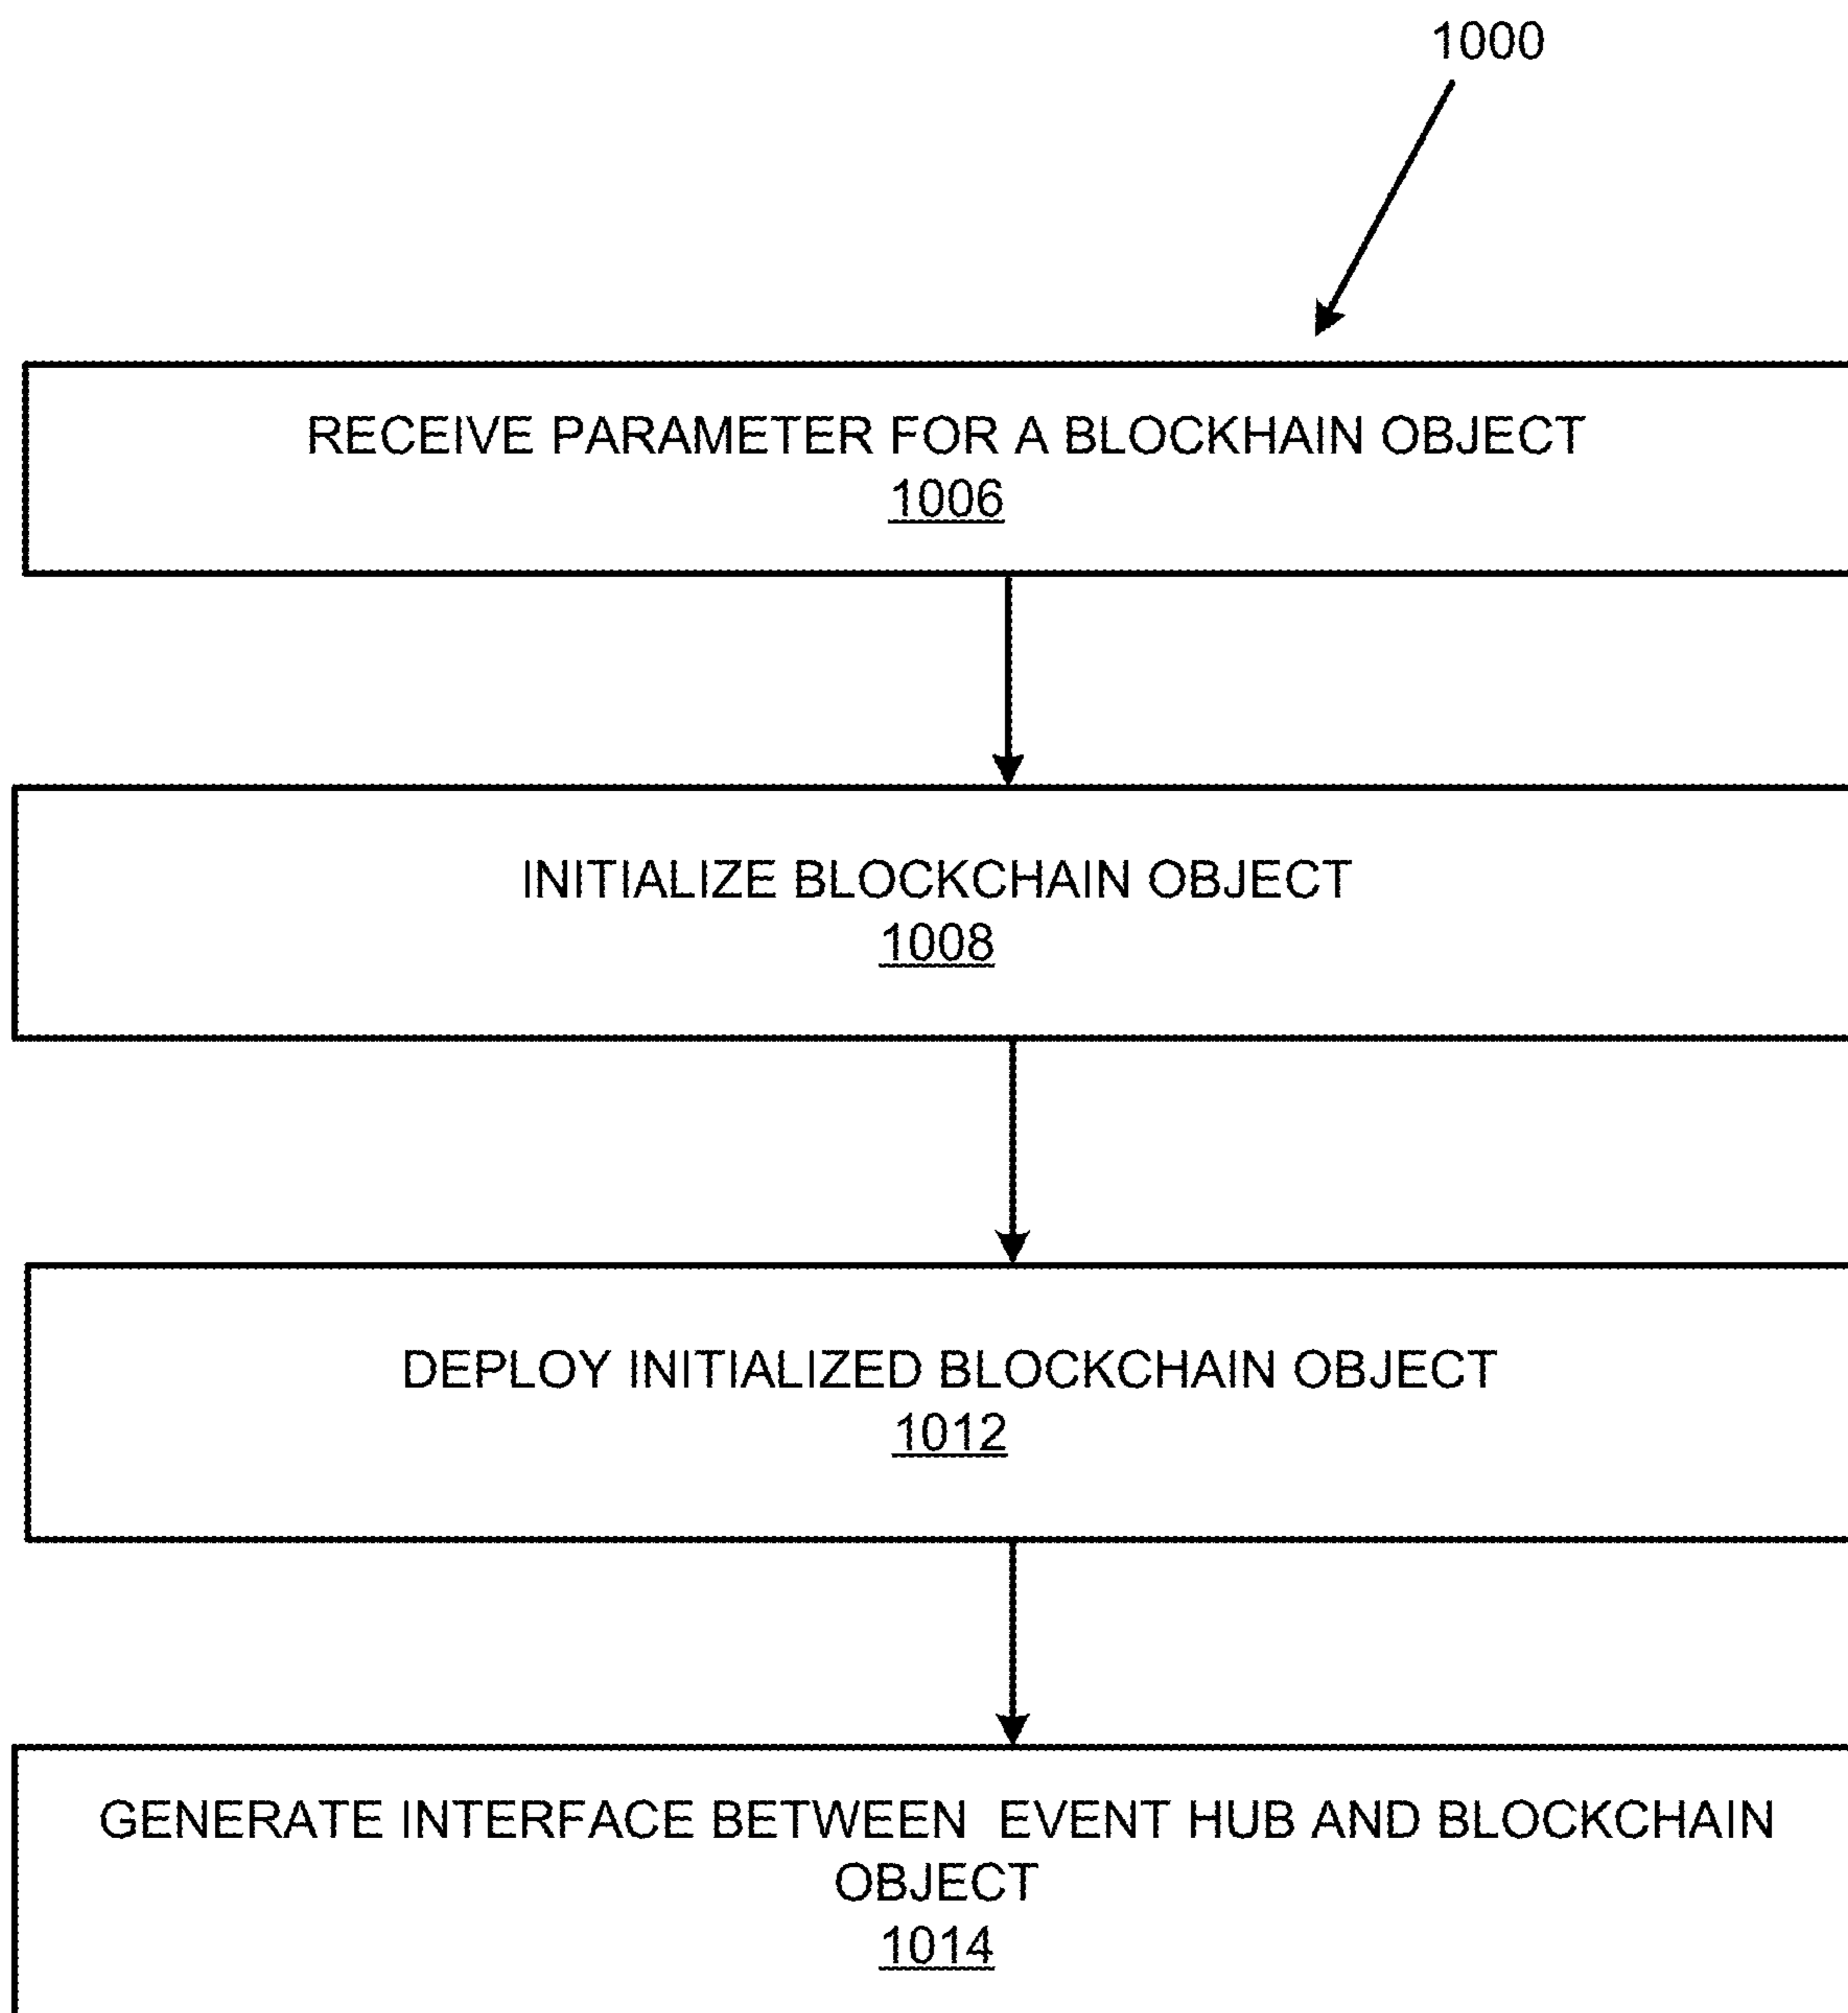 1000
RECEIVE PARAMETER FOR A BLOCKHAIN OBJECT
1006
INITIALIZE BLOCKCHAIN OBJECT
1008
DEPLOY INITIALIZED BLOCKCHAIN OBJECT
1012
GENERATE INTERFACE BETWEEN EVENT HUB AND BLOCKCHAIN
OBJECT
1014